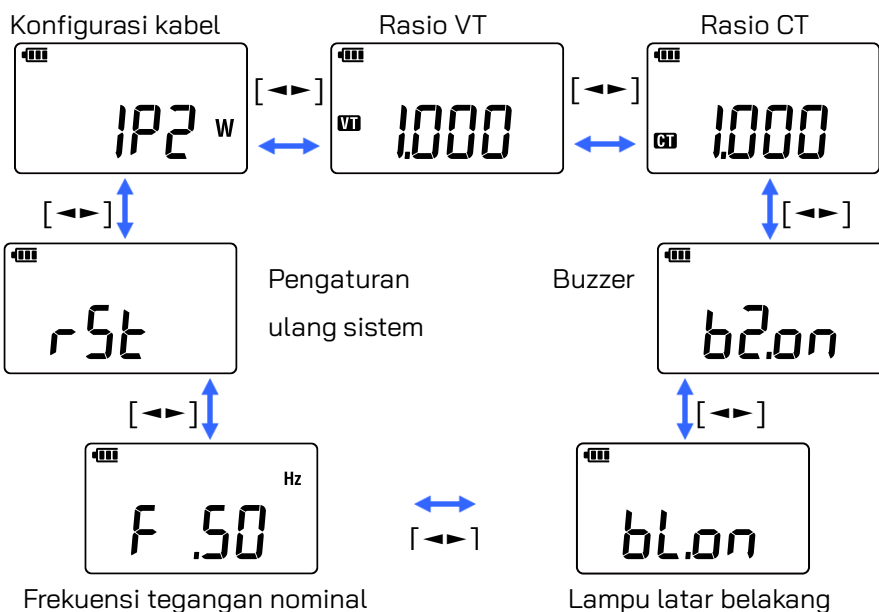 Konfigurasi kabel Rasio VT Rasio CT
1P2 W [◄►] VT 1.000 [◄►] CT 1.000
[◄►] [◄►]
rSt Pengaturan ulang sistem Buzzer b2.on
[◄►] [◄►]
F .50 Hz [◄►] bL.on
Frekuensi tegangan nominal Lampu latar belakang